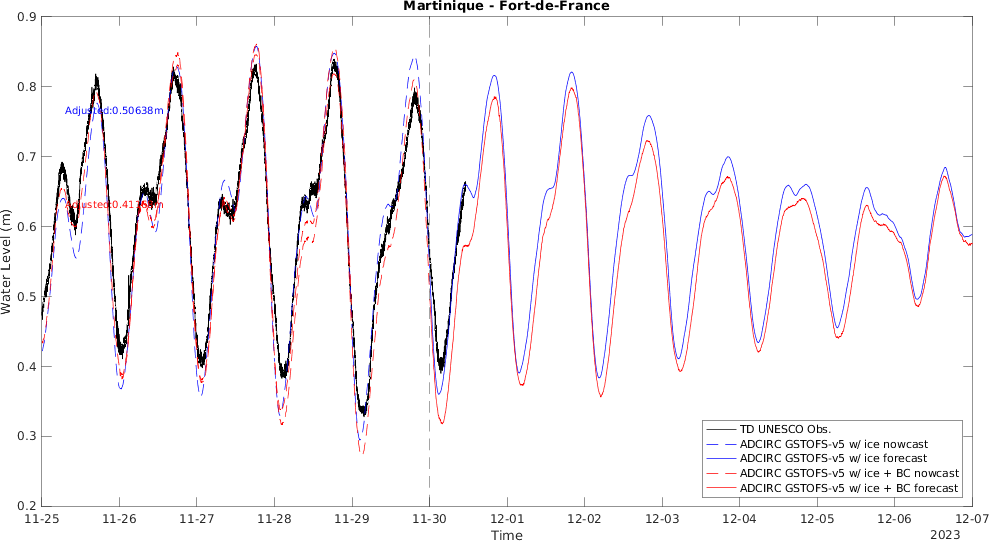 Martinique - Fort-de-France
0.9
0.8
0.7
0.6
0.5
0.4
0.3
0.2
Water Level (m)
Adjusted:0.50638m
11-25
11-26
11-27
11-28
11-29
11-30
12-01
12-02
12-03
12-04
12-05
12-06
12-07
Time
2023
TD UNESCO Obs.
ADCIRC GSTOFS-v5 w/ ice nowcast
ADCIRC GSTOFS-v5 w/ ice forecast
ADCIRC GSTOFS-v5 w/ ice + BC nowcast
ADCIRC GSTOFS-v5 w/ ice + BC forecast